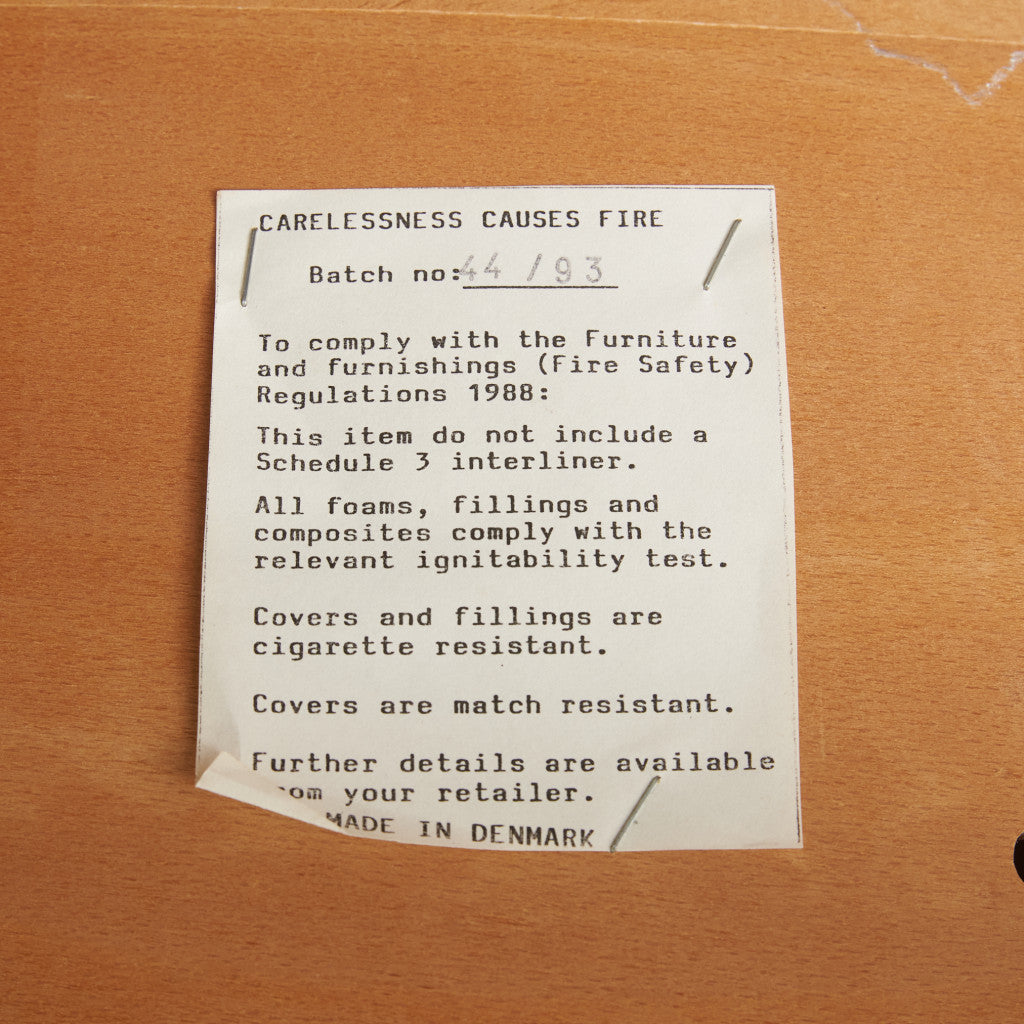 CARELESSNESS CAUSES FIRE
Batch no: 44 / 93
To comply with the Furniture
and furnishings (Fire Safety)
Regulations 1988:
This item do not include a
Schedule 3 interliner.
All foams, fillings and
composites comply with the
relevant ignitability test.
Covers and fillings are
cigarette resistant.
Covers are match resistant.
Further details are available
your retailer.
MADE IN DENMARK